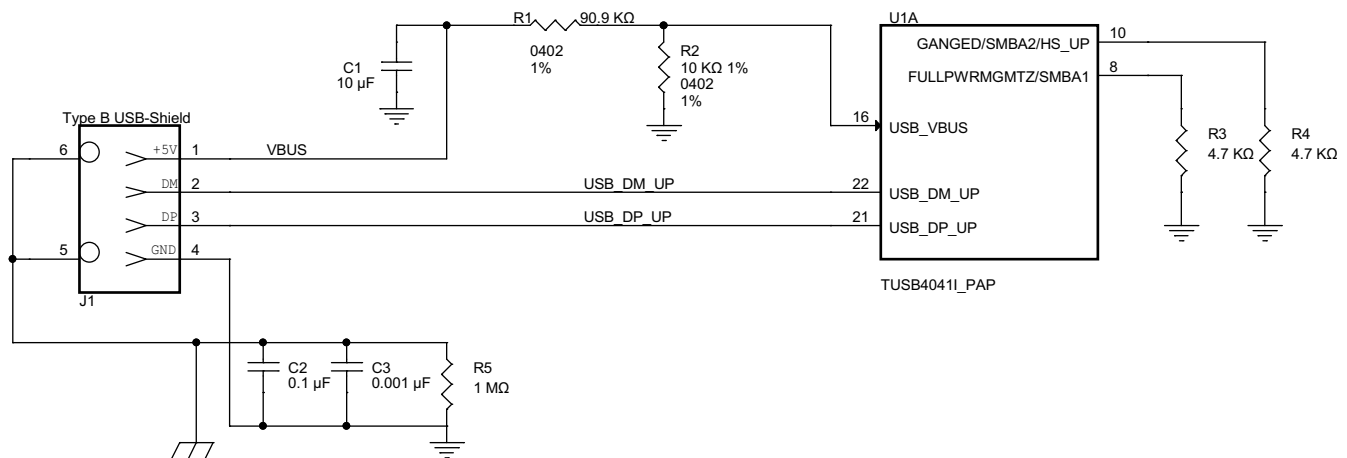 U1A
R1 90.9 KΩ
0402
1%
R2
10 KΩ 1%
0402
1%
C1
10 µF
GANGED/SMBA2/HS_UP 10
FULLPWRMGMTZ/SMBA1 8
16 USB_VBUS
R3
4.7 KΩ
R4
4.7 KΩ
Type B USB-Shield
6 +5V 1 VBUS
DM 2 USB_DM_UP 22 USB_DM_UP
DP 3 USB_DP_UP 21 USB_DP_UP
5 GND 4
J1
TUSB4041I_PAP
C2
0.1 µF
C3
0.001 µF
R5
1 MΩ